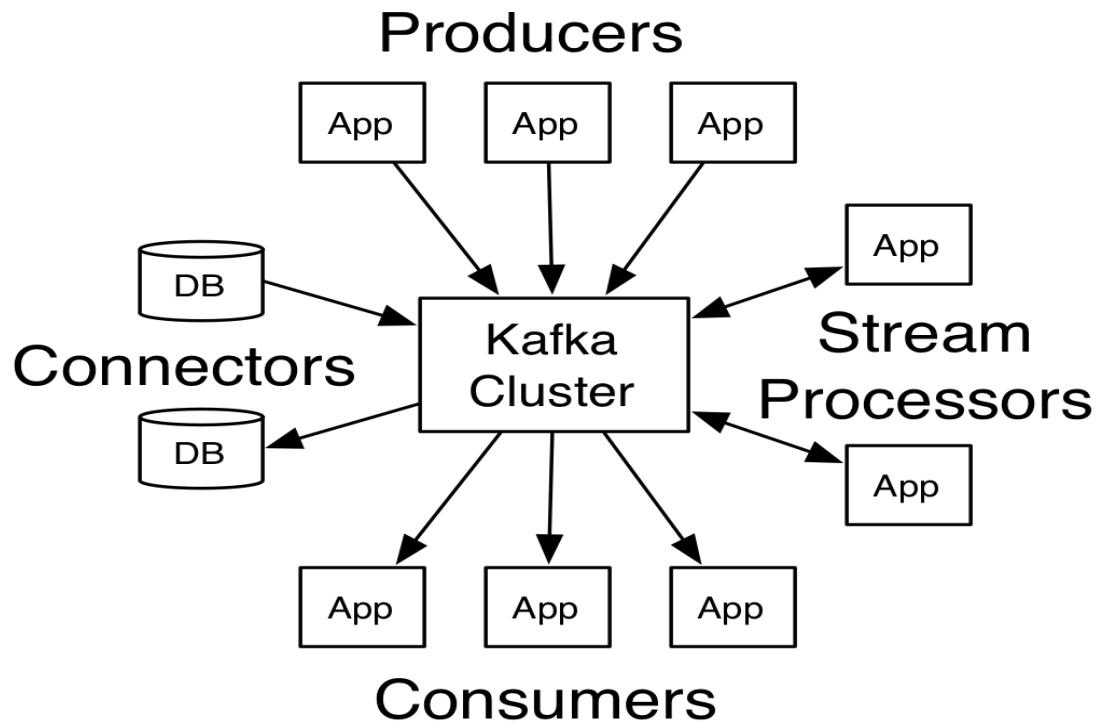 Producers
App
App
App
App
DB
Kafka
Cluster
Stream
Processors
Connectors
DB
App
App
App
App
Consumers